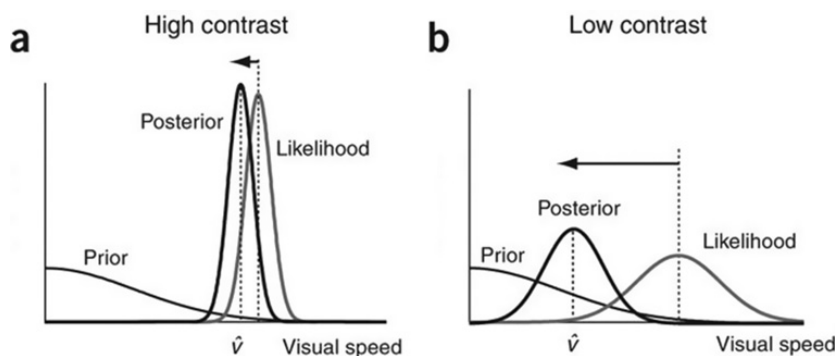 a
High contrast
Posterior
Likelihood
Prior
v̂
Visual speed
b
Low contrast
Posterior
Prior
Likelihood
v̂
Visual speed